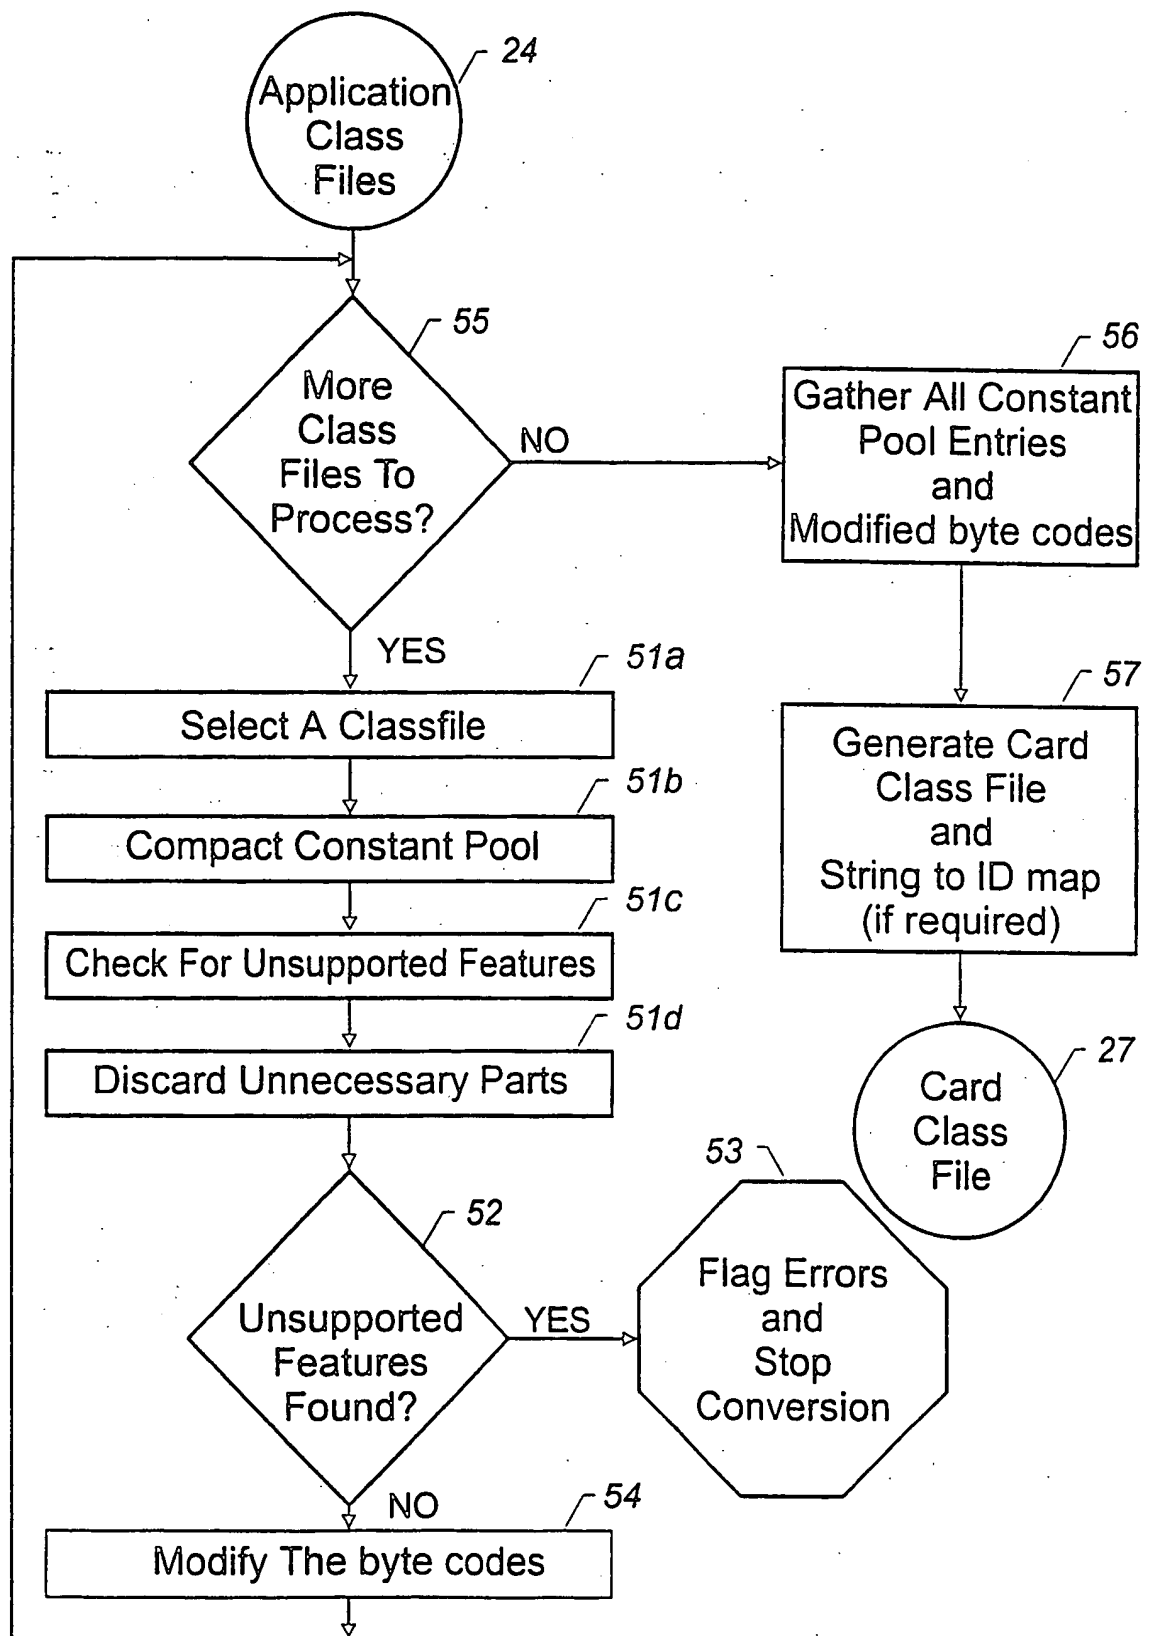 24
Application
Class
Files
55
More
Class
Files To
Process?
NO
YES
56
Gather All Constant
Pool Entries
and
Modified byte codes
51a
Select A Classfile
51b
Compact Constant Pool
51c
Check For Unsupported Features
51d
Discard Unnecessary Parts
57
Generate Card
Class File
and
String to ID map
(if required)
27
Card
Class
File
52
Unsupported
Features
Found?
YES
NO
53
Flag Errors
and
Stop
Conversion
54
Modify The byte codes